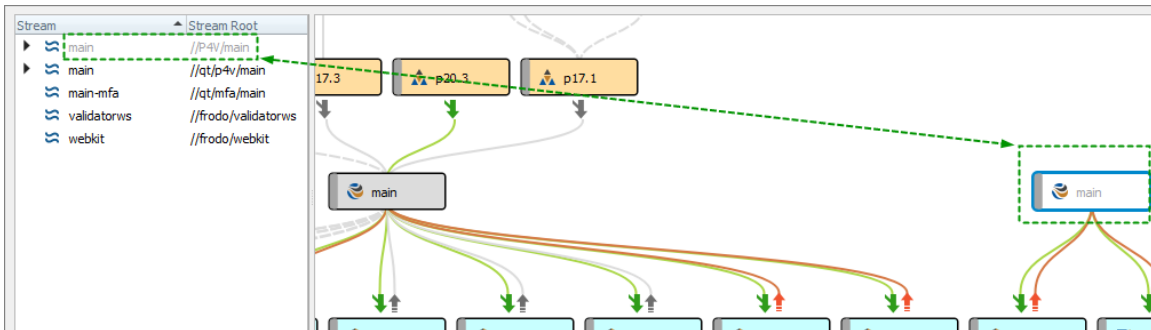 Stream Stream Root
main //P4V/main
main //qt/p4v/main
main-mfa //qt/mfa/main
validatorws //frodo/validatorws
webkit //frodo/webkit
17.3 p20.3 p17.1
main main